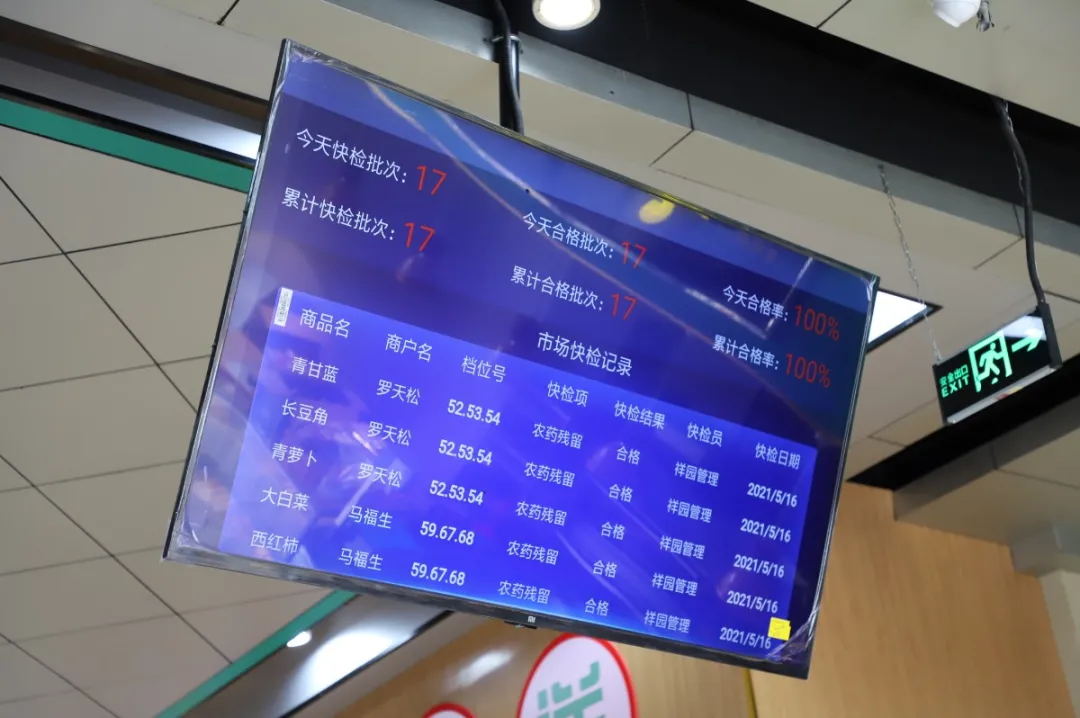 今天快检批次: 17
今天合格批次: 17
今天合格率: 100%
累计快检批次: 17
累计合格批次: 17
累计合格率: 100%
市场快检记录
商品名 商户名 档位号 快检项 快检结果 快检员 快检日期
青甘蓝 罗天松 52.53.54 农药残留 合格 祥园管理 2021/5/16
长豆角 罗天松 52.53.54 农药残留 合格 祥园管理 2021/5/16
青萝卜 罗天松 52.53.54 农药残留 合格 祥园管理 2021/5/16
大白菜 马福生 59.67.68 农药残留 合格 祥园管理 2021/5/16
西红柿 马福生 59.67.68 农药残留 合格 祥园管理 2021/5/16
mi
安全出口
EXIT